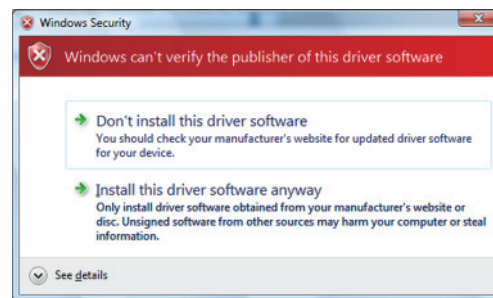 Windows Security
Windows can't verify the publisher of this driver software
Don't install this driver software
You should check your manufacturer's website for updated driver software
for your device.
Install this driver software anyway
Only install driver software obtained from your manufacturer's website or
disc. Unsigned software from other sources may harm your computer or steal
information.
See details